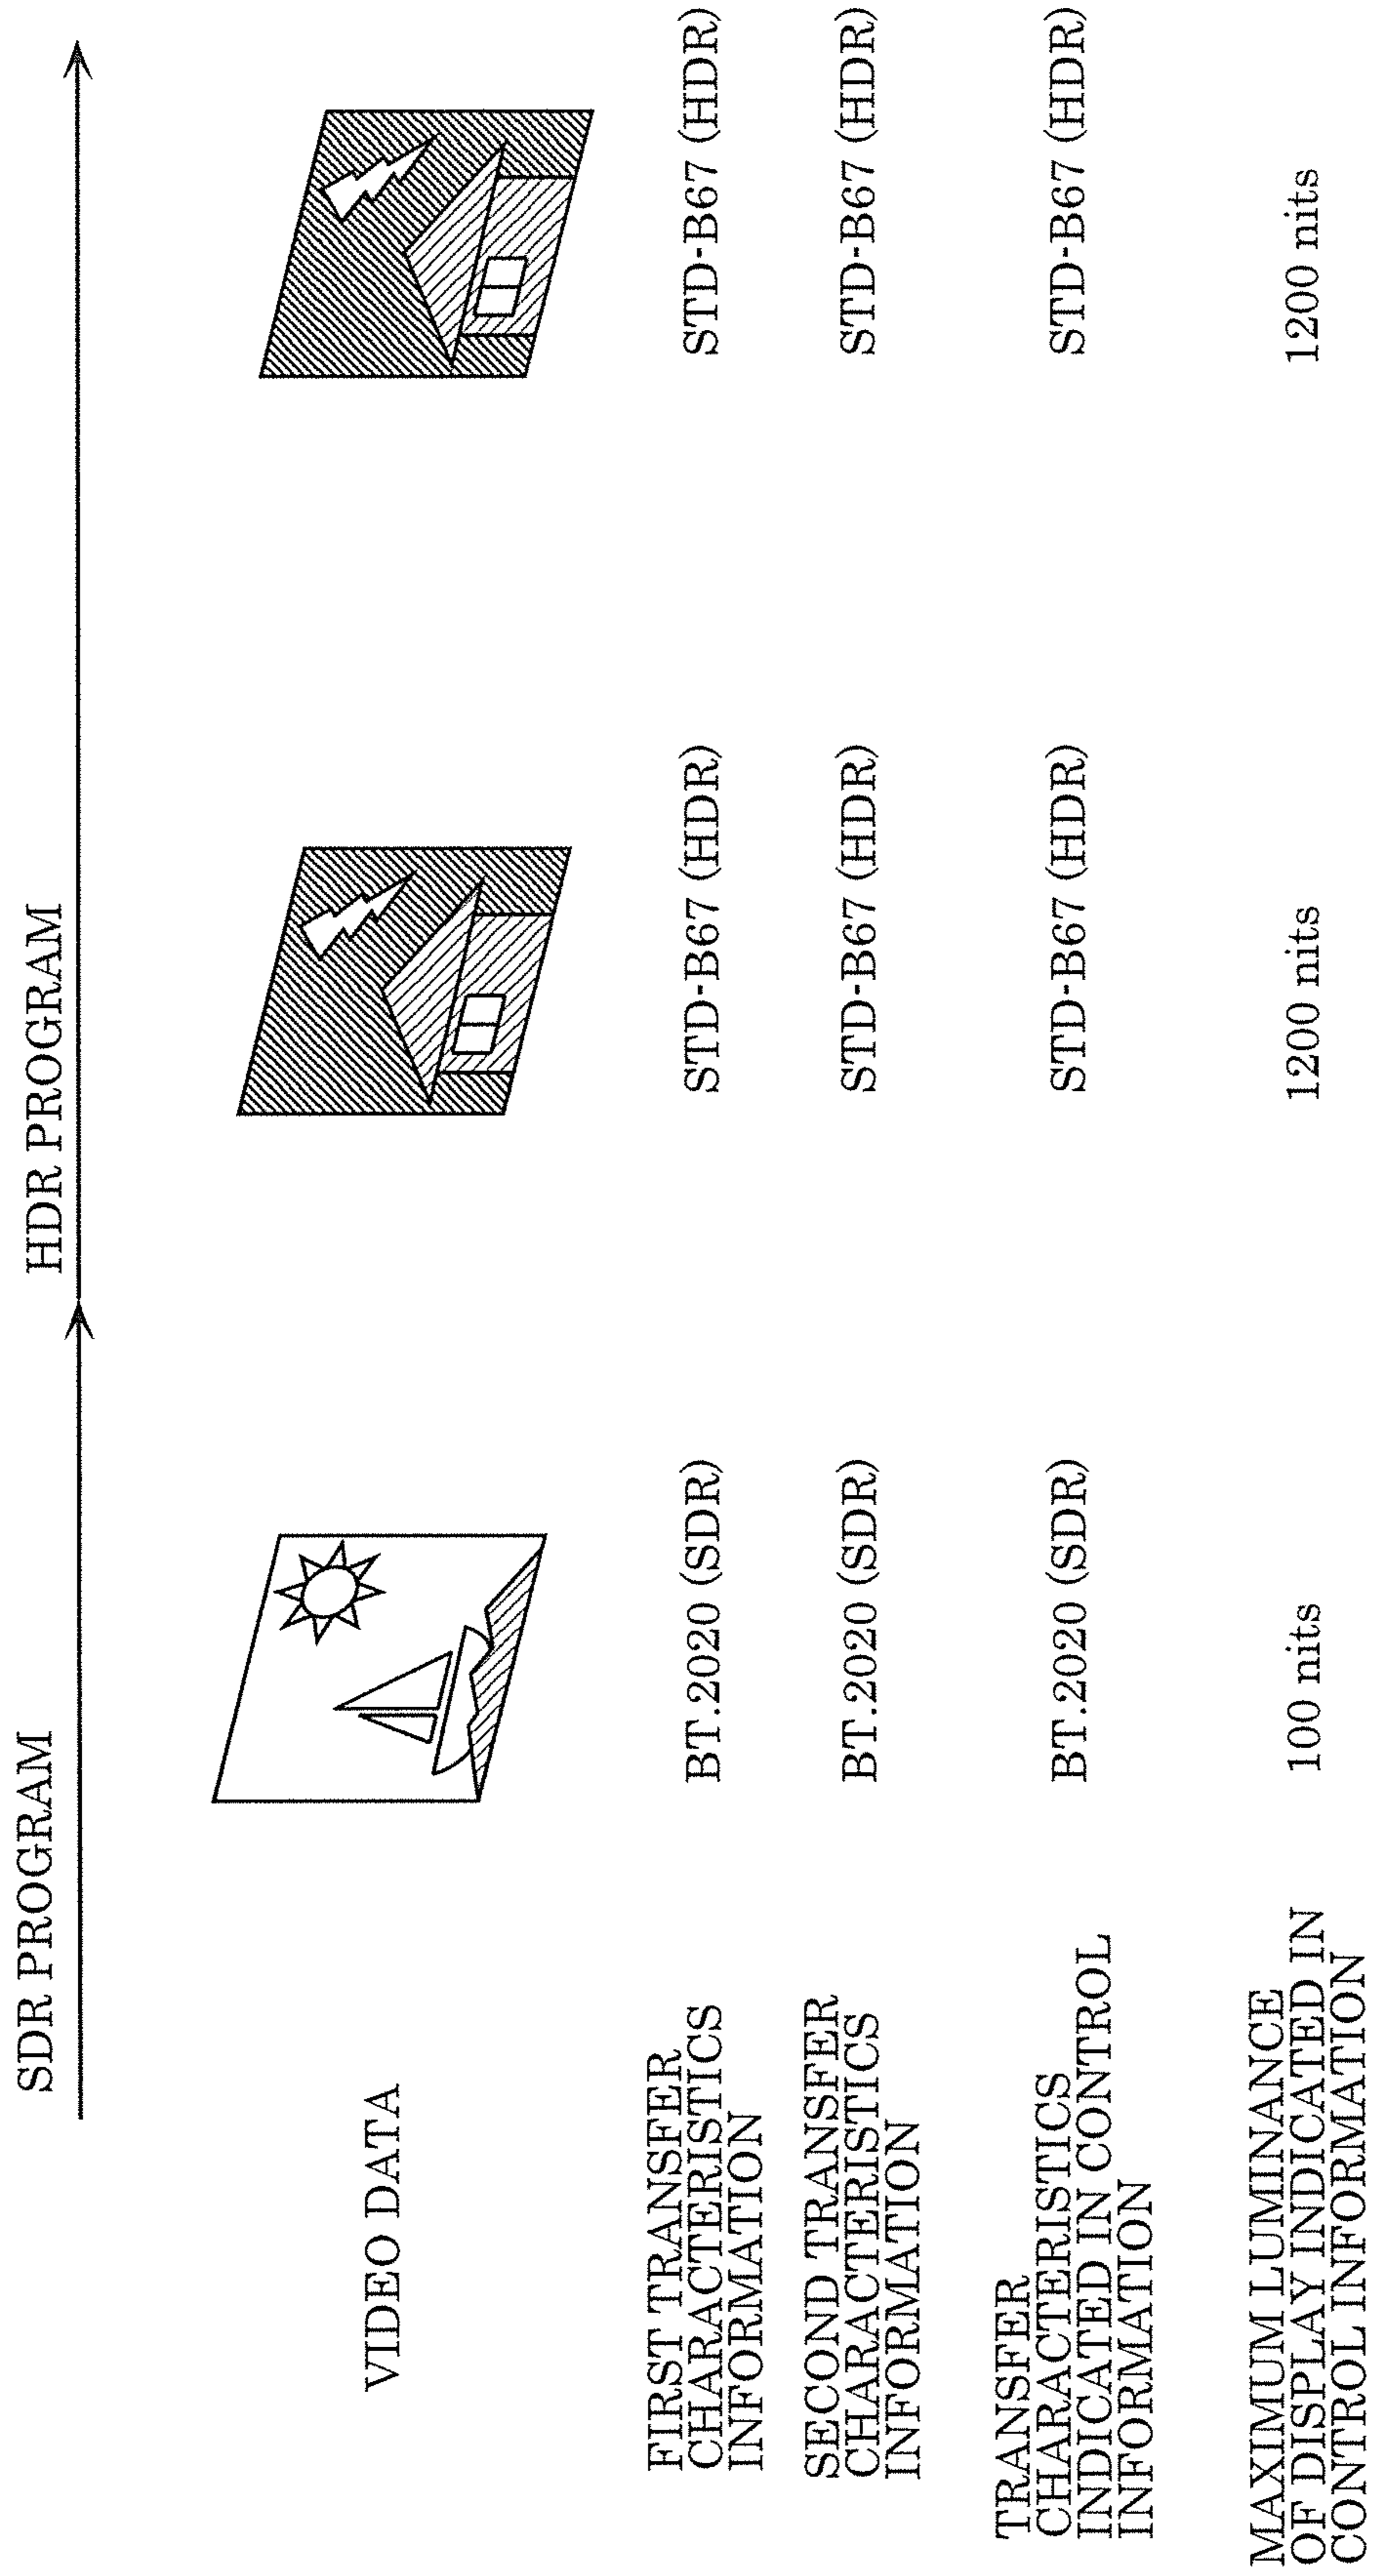 SDR PROGRAM
HDR PROGRAM
VIDEO DATA
FIRST TRANSFER
CHARACTERISTICS
INFORMATION
BT.2020 (SDR)
STD-B67 (HDR)
STD-B67 (HDR)
SECOND TRANSFER
CHARACTERISTICS
INFORMATION
BT.2020 (SDR)
STD-B67 (HDR)
STD-B67 (HDR)
TRANSFER
CHARACTERISTICS
INDICATED IN CONTROL
INFORMATION
BT.2020 (SDR)
STD-B67 (HDR)
STD-B67 (HDR)
MAXIMUM LUMINANCE
OF DISPLAY INDICATED IN
CONTROL INFORMATION
100 nits
1200 nits
1200 nits